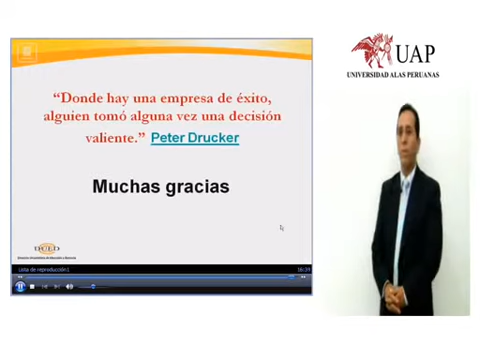 UAP
UNIVERSIDAD ALAS PERUANAS
“Donde hay una empresa de éxito,
alguien tomó alguna vez una decisión
valiente.” Peter Drucker
Muchas gracias
DUED
Lista de reproducción1
16:39